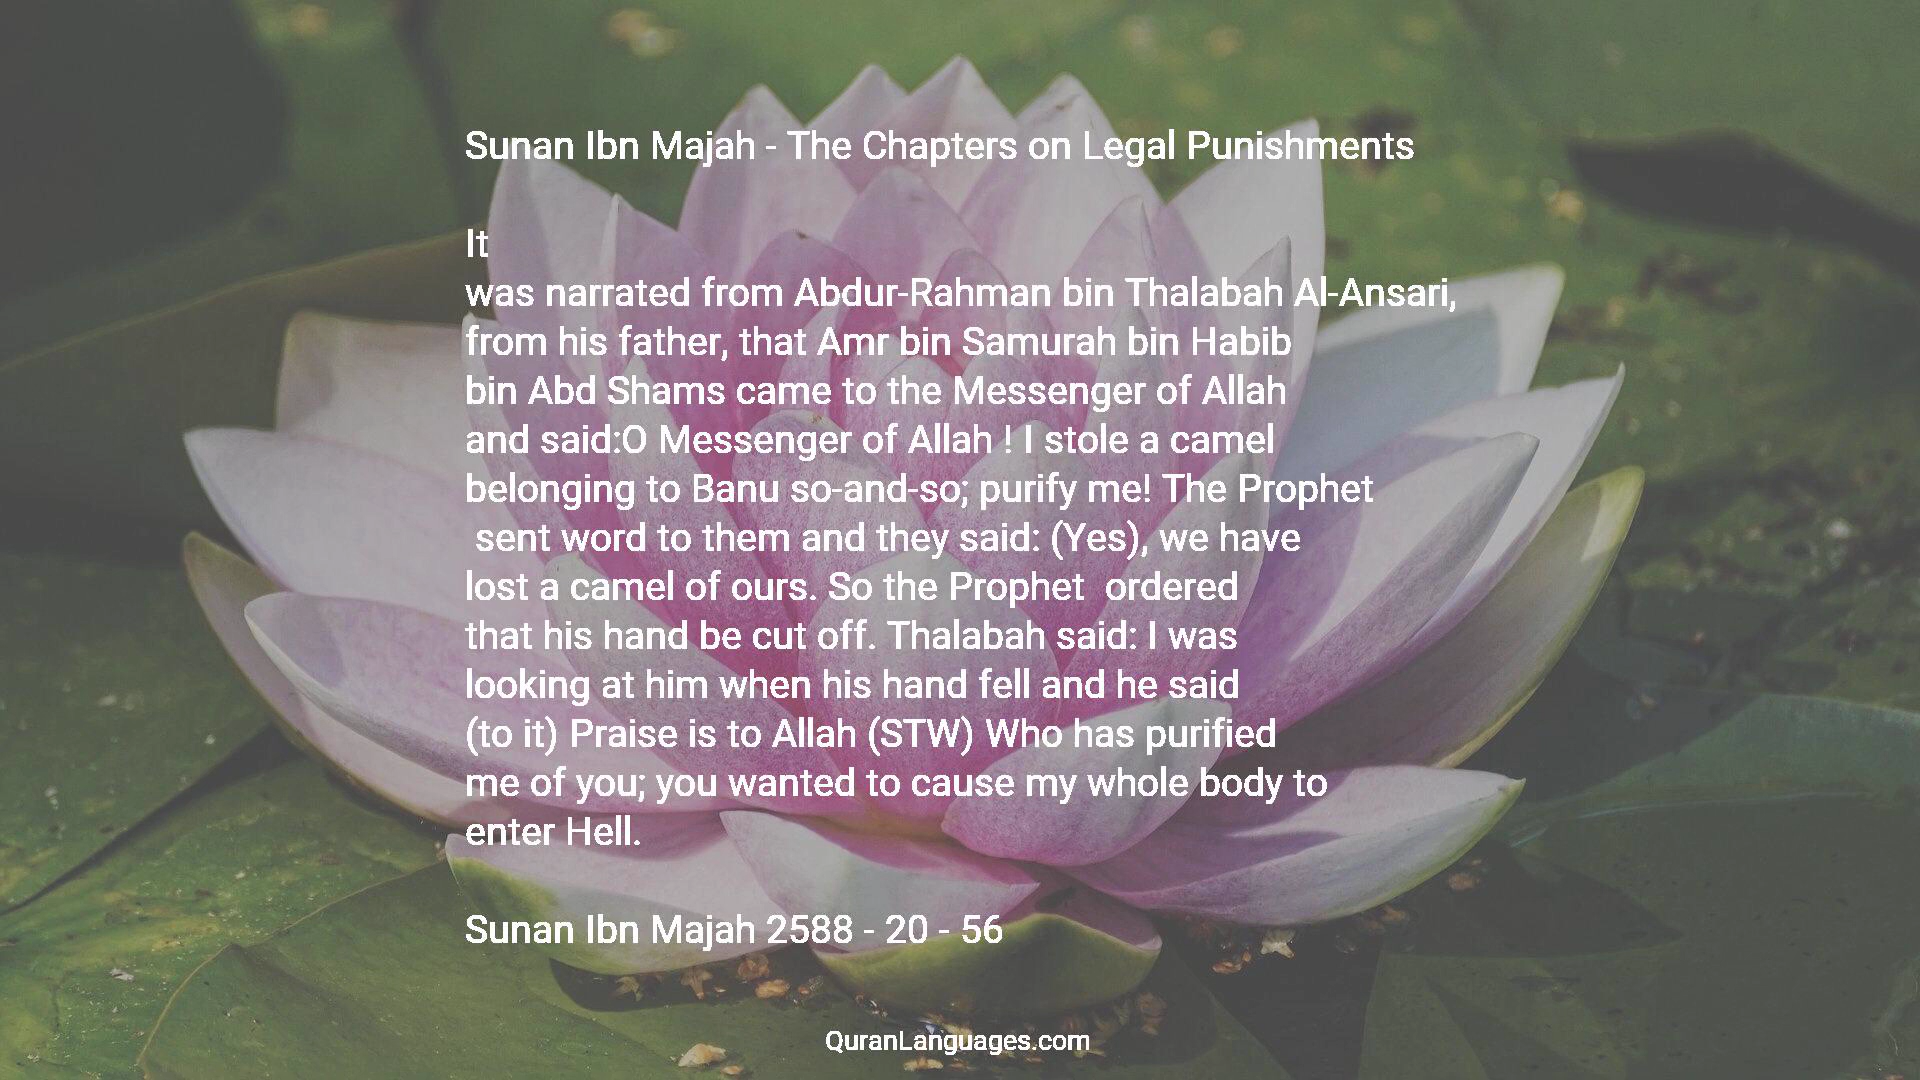 Sunan Ibn Majah - The Chapters on Legal Punishments
It
was narrated from Abdur-Rahman bin Thalabah Al-Ansari,
from his father, that Amr bin Samurah bin Habib
bin Abd Shams came to the Messenger of Allah
and said:O Messenger of Allah ! I stole a camel
belonging to Banu so-and-so; purify me! The Prophet
sent word to them and they said: (Yes), we have
lost a camel of ours. So the Prophet  ordered
that his hand be cut off. Thalabah said: I was
looking at him when his hand fell and he said
(to it) Praise is to Allah (STW) Who has purified
me of you; you wanted to cause my whole body to
enter Hell.
Sunan Ibn Majah 2588 - 20 - 56
QuranLanguages.com